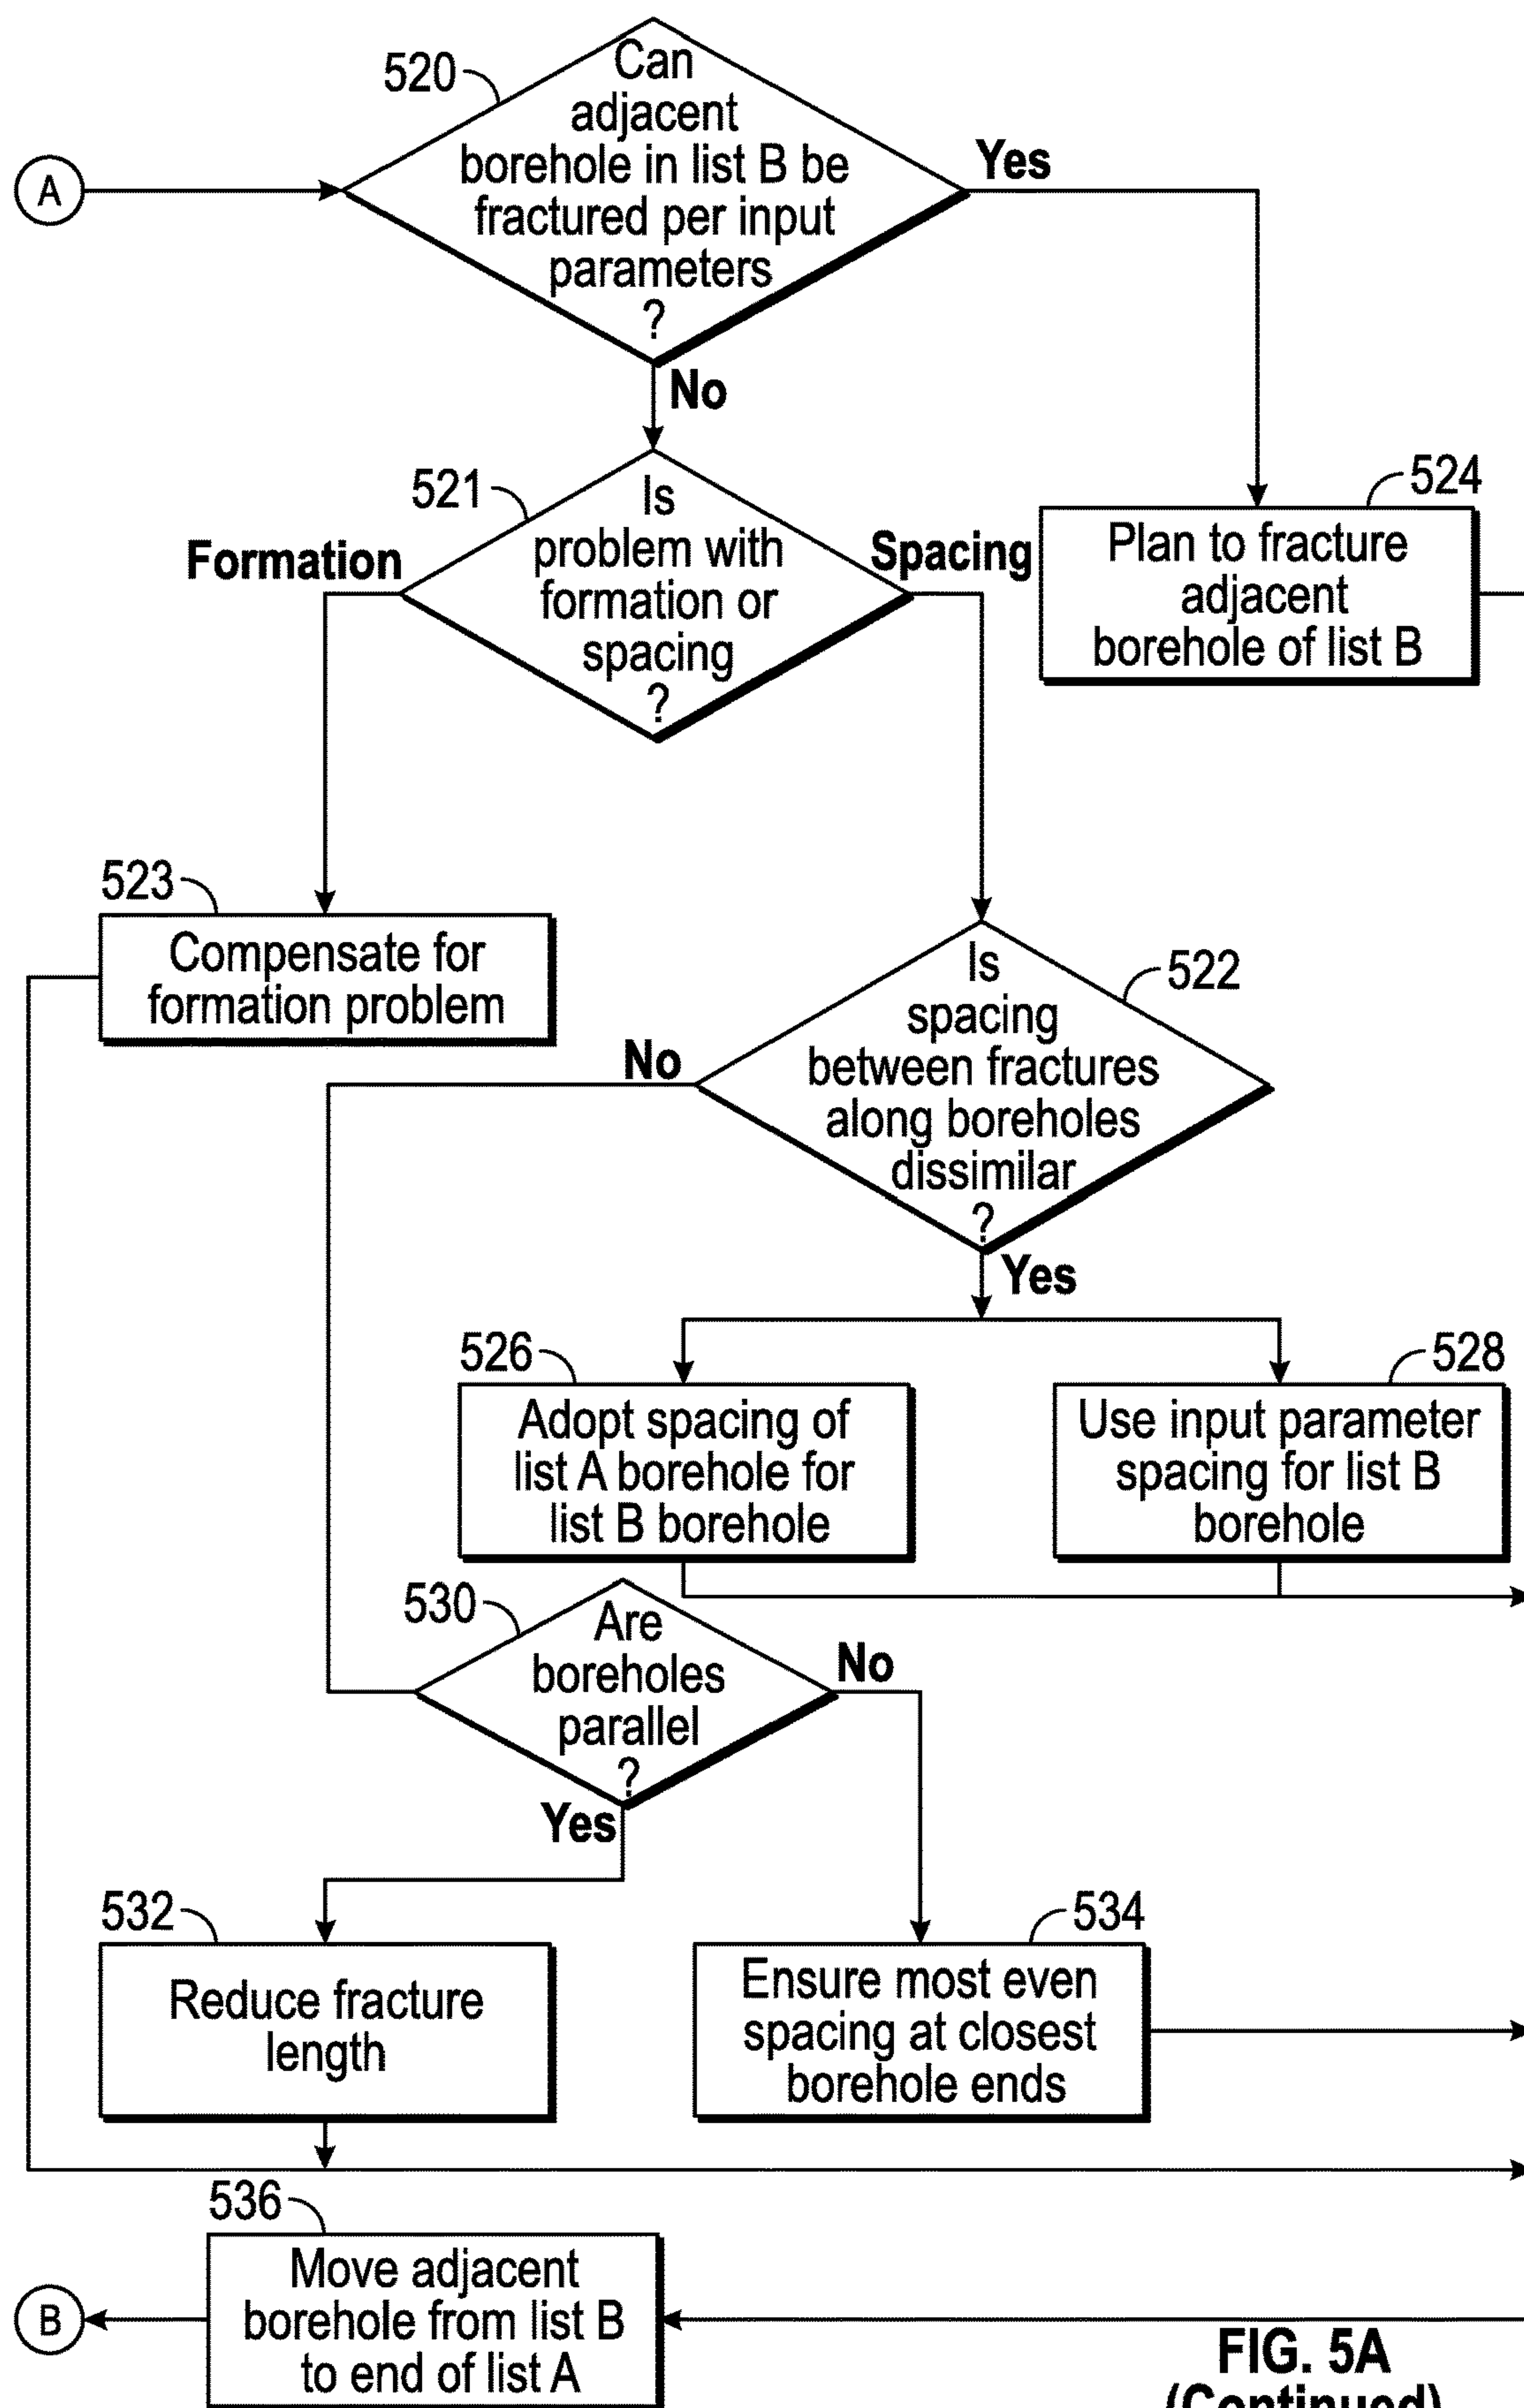 520
Can
adjacent
borehole in list B be
fractured per input
parameters
?
Yes
A
No
521
Is
problem with
formation or
spacing
?
Formation
Spacing
524
Plan to fracture
adjacent
borehole of list B
523
Compensate for
formation problem
522
Is
spacing
between fractures
along boreholes
dissimilar
?
No
Yes
526
Adopt spacing of
list A borehole for
list B borehole
528
Use input parameter
spacing for list B
borehole
530
Are
boreholes
parallel
?
No
Yes
532
Reduce fracture
length
534
Ensure most even
spacing at closest
borehole ends
536
Move adjacent
borehole from list B
to end of list A
B
FIG. 5A
(Continued)